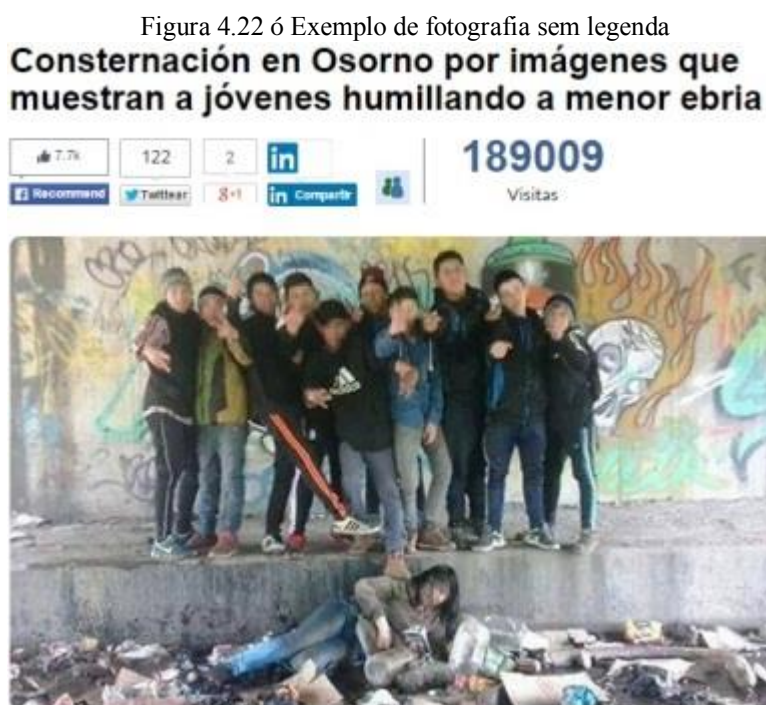 Figura 4.22 ó Exemplo de fotografia sem legenda
Consternación en Osorno por imágenes que
muestran a jóvenes humillando a menor ebria
7.7k 122 2 in 189009
Recommend Twittear g+1 in Compartir Visitas
adidas